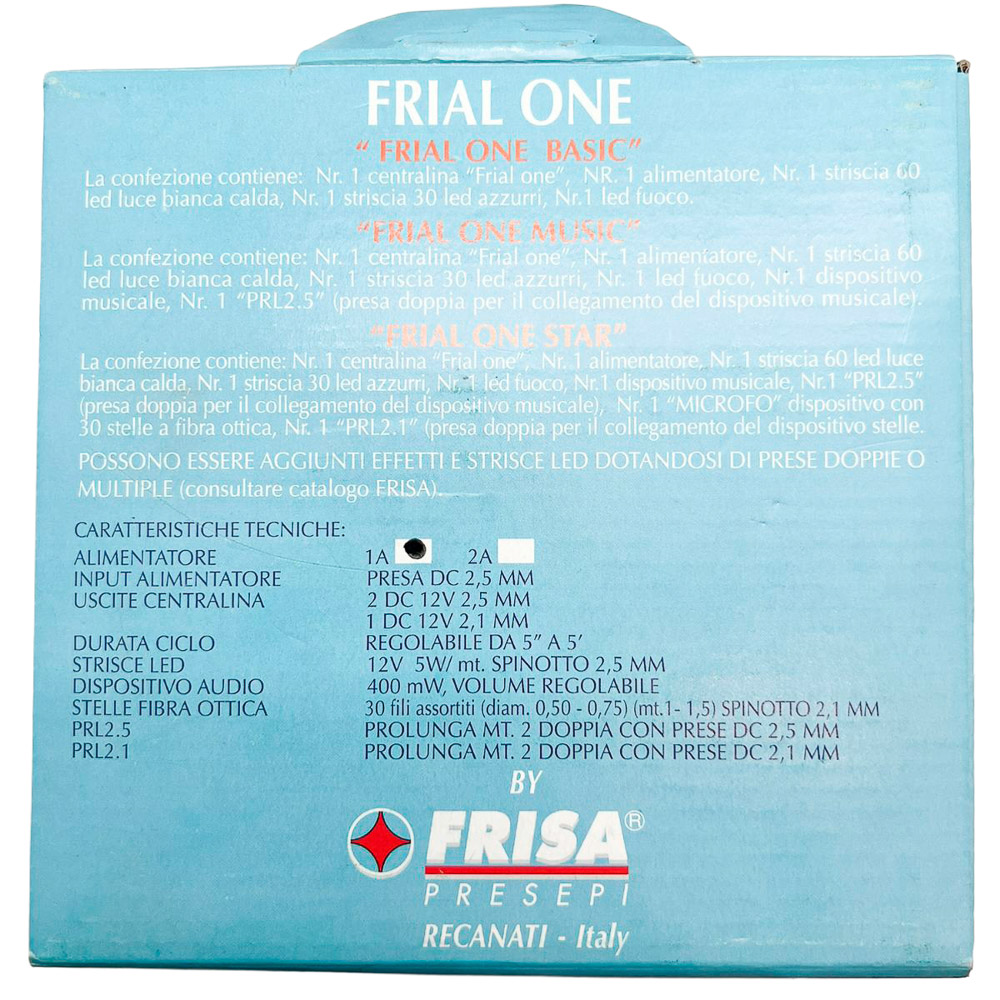 FRIAL ONE
" FRIAL ONE BASIC"
La confezione contiene: Nr. 1 centralina "Frial one", NR. 1 alimentatore, Nr. 1 striscia 60
led luce bianca calda, Nr. 1 striscia 30 led azzurri, Nr.1 led fuoco.
"FRIAL ONE MUSIC"
La confezione contiene: Nr. 1 centralina "Frial one", Nr. 1 alimentatore, Nr. 1 striscia 60
led luce bianca calda, Nr. 1 striscia 30 led azzurri, Nr. 1 led fuoco, Nr.1 dispositivo
musicale, Nr. 1 "PRL2.5" (presa doppia per il collegamento del dispositivo musicale).
"FRIAL ONE STAR"
La confezione contiene: Nr. 1 centralina "Frial one", Nr. 1 alimentatore, Nr. 1 striscia 60 led luce
bianca calda, Nr. 1 striscia 30 led azzurri, Nr. 1 led fuoco, Nr.1 dispositivo musicale, Nr.1 "PRL2.5"
(presa doppia per il collegamento del dispositivo musicale), Nr. 1 "MICROFO" dispositivo con
30 stelle a fibra ottica, Nr. 1 "PRL2.1" (presa doppia per il collegamento del dispositivo stelle.
POSSONO ESSERE AGGIUNTI EFFETTI E STRISCE LED DOTANDOSI DI PRESE DOPPIE O
MULTIPLE (consultare catalogo FRISA).
CARATTERISTICHE TECNICHE:
ALIMENTATORE 1A 2A
INPUT ALIMENTATORE PRESA DC 2,5 MM
USCITE CENTRALINA 2 DC 12V 2,5 MM
1 DC 12V 2,1 MM
DURATA CICLO REGOLABILE DA 5" A 5'
STRISCE LED 12V 5W/ mt. SPINOTTO 2,5 MM
DISPOSITIVO AUDIO 400 mW, VOLUME REGOLABILE
STELLE FIBRA OTTICA 30 fili assortiti (diam. 0,50 - 0,75) (mt.1- 1,5) SPINOTTO 2,1 MM
PRL2.5 PROLUNGA MT. 2 DOPPIA CON PRESE DC 2,5 MM
PRL2.1 PROLUNGA MT. 2 DOPPIA CON PRESE DC 2,1 MM
BY
FRISA®
PRESEPI
RECANATI - Italy